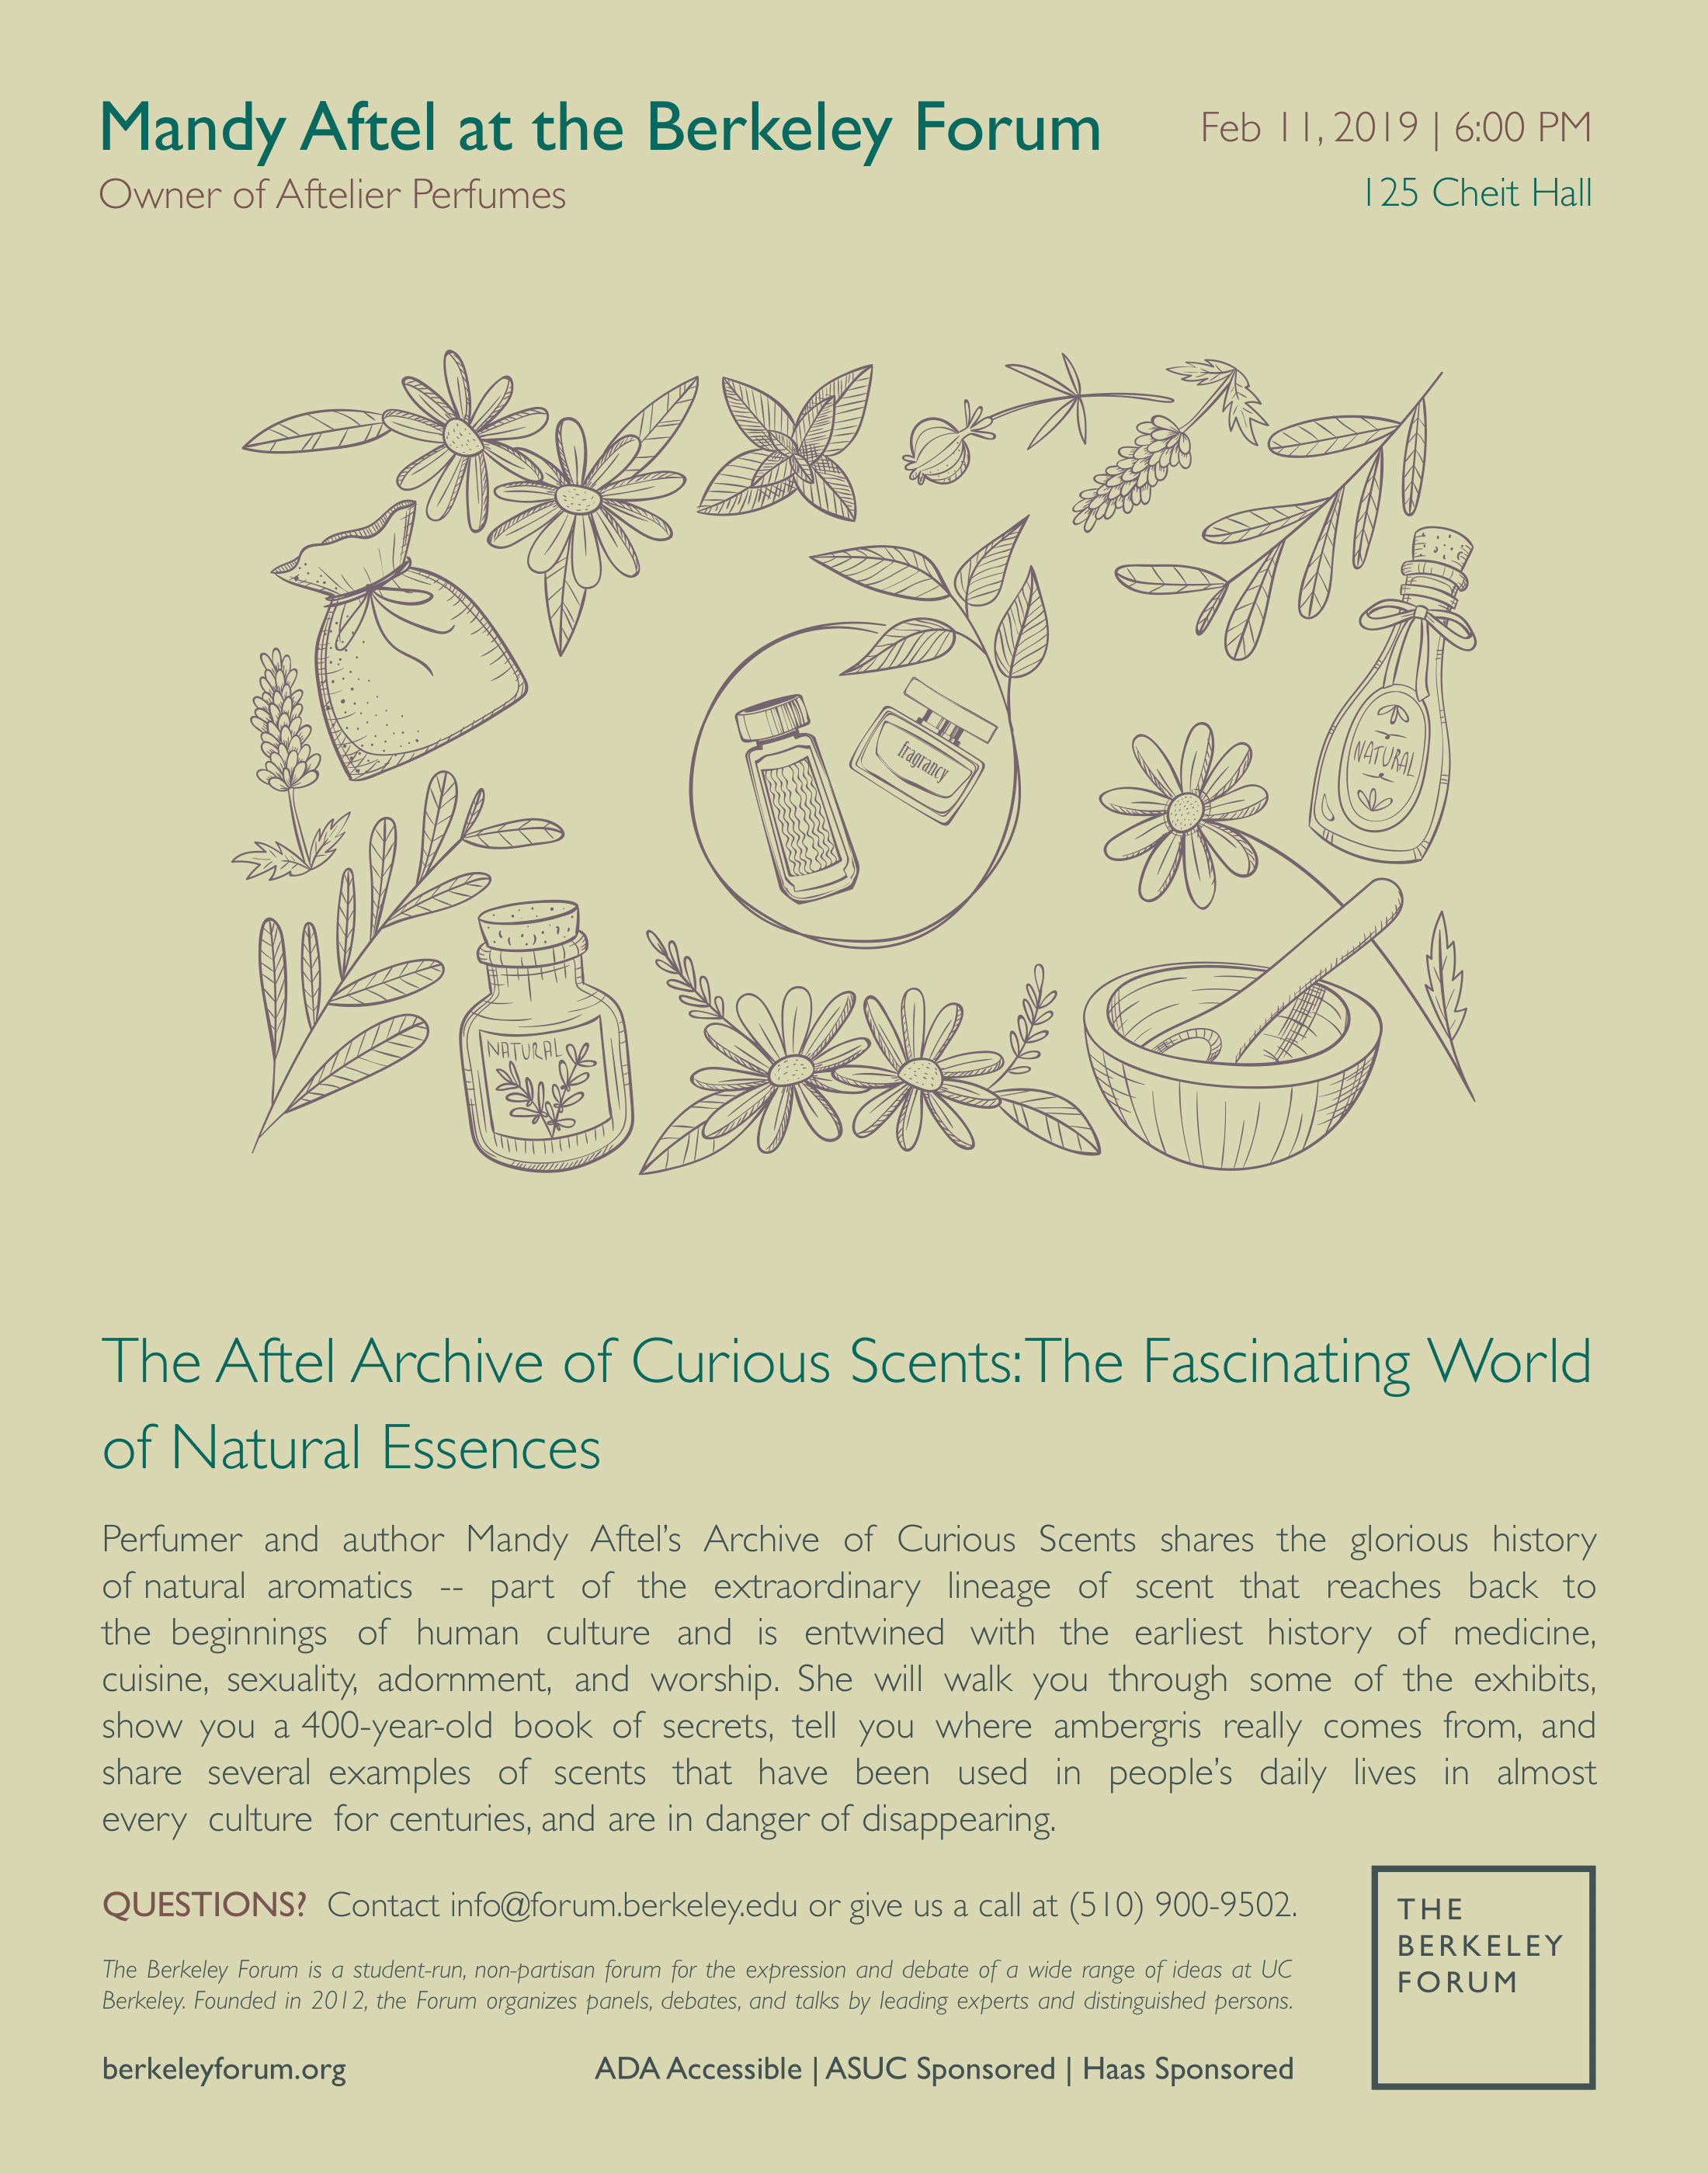 Mandy Aftel at the Berkeley Forum
Owner of Aftelier Perfumes
Feb 11, 2019 | 6:00 PM
125 Cheit Hall
fragrancy
NATURAL
NATURAL
The Aftel Archive of Curious Scents: The Fascinating World
of Natural Essences
Perfumer and author Mandy Aftel's Archive of Curious Scents shares the glorious history
of natural aromatics -- part of the extraordinary lineage of scent that reaches back to
the beginnings of human culture and is entwined with the earliest history of medicine,
cuisine, sexuality, adornment, and worship. She will walk you through some of the exhibits,
show you a 400-year-old book of secrets, tell you where ambergris really comes from, and
share several examples of scents that have been used in people's daily lives in almost
every culture for centuries, and are in danger of disappearing.
QUESTIONS? Contact info@forum.berkeley.edu or give us a call at (510) 900-9502.
The Berkeley Forum is a student-run, non-partisan forum for the expression and debate of a wide range of ideas at UC
Berkeley. Founded in 2012, the Forum organizes panels, debates, and talks by leading experts and distinguished persons.
berkeleyforum.org
ADA Accessible | ASUC Sponsored | Haas Sponsored
THE
BERKELEY
FORUM